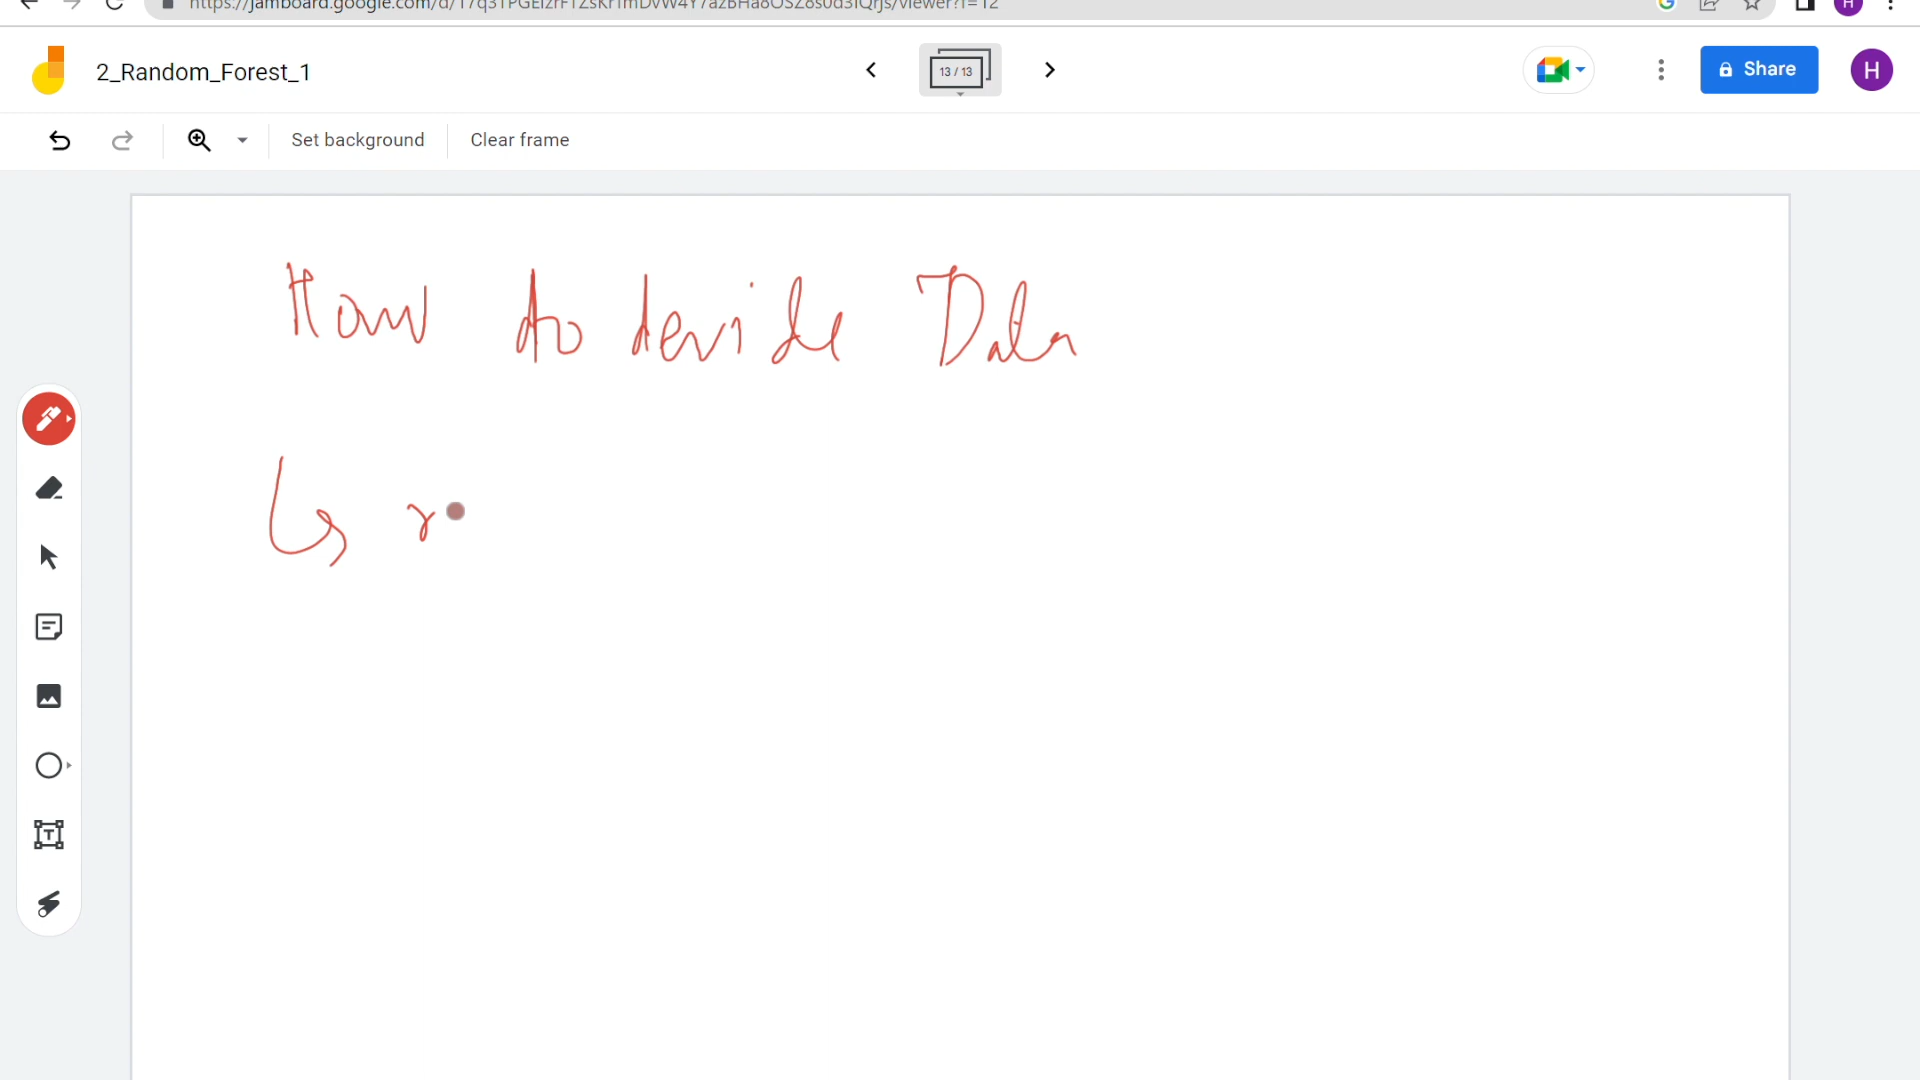 2_Random_Forest_1
13 / 13
Share
H
H
Set background
Clear frame
How to devide Data
↳ r
T